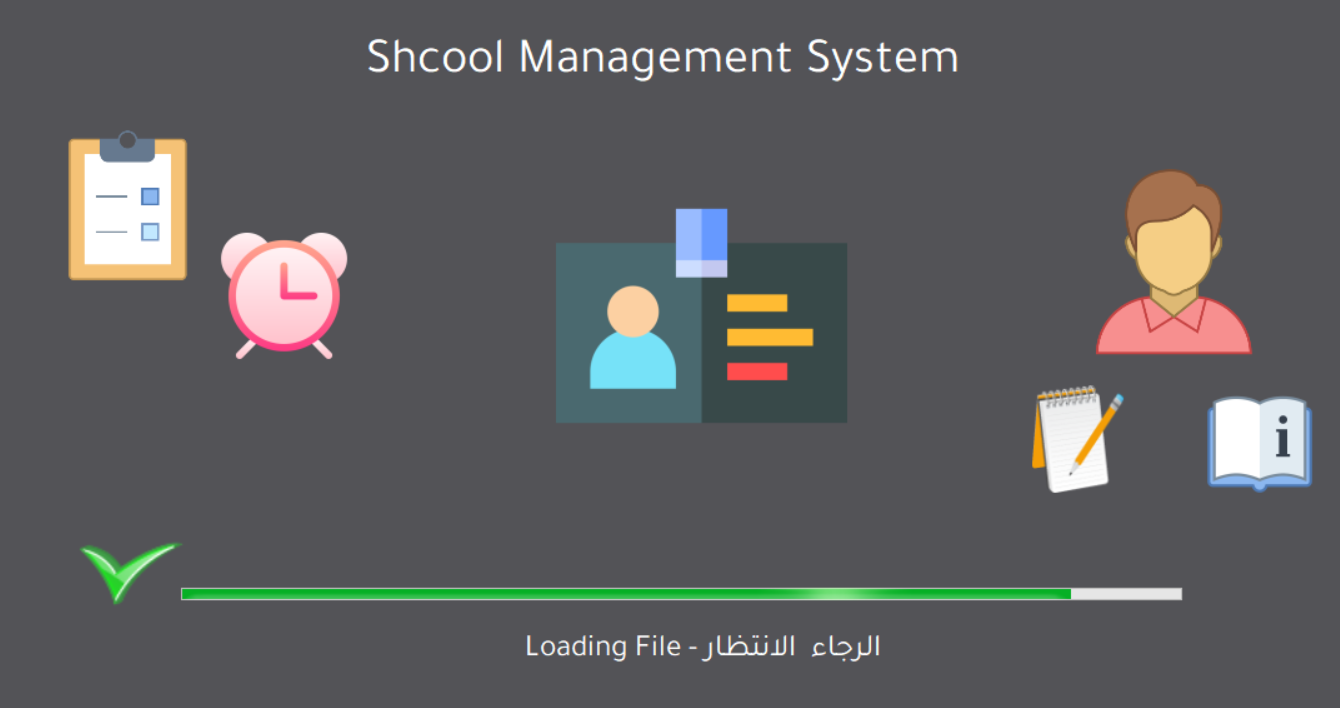 Shcool Management System
i
Loading File - الرجاء الانتظار